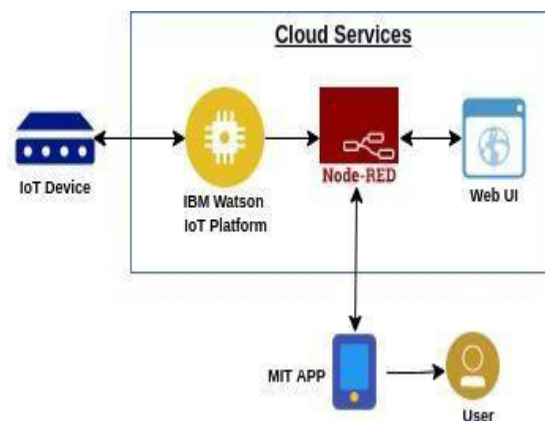 Cloud Services
IoT Device
IBM Watson
IoT Platform
Node-RED
Web UI
MIT APP
User